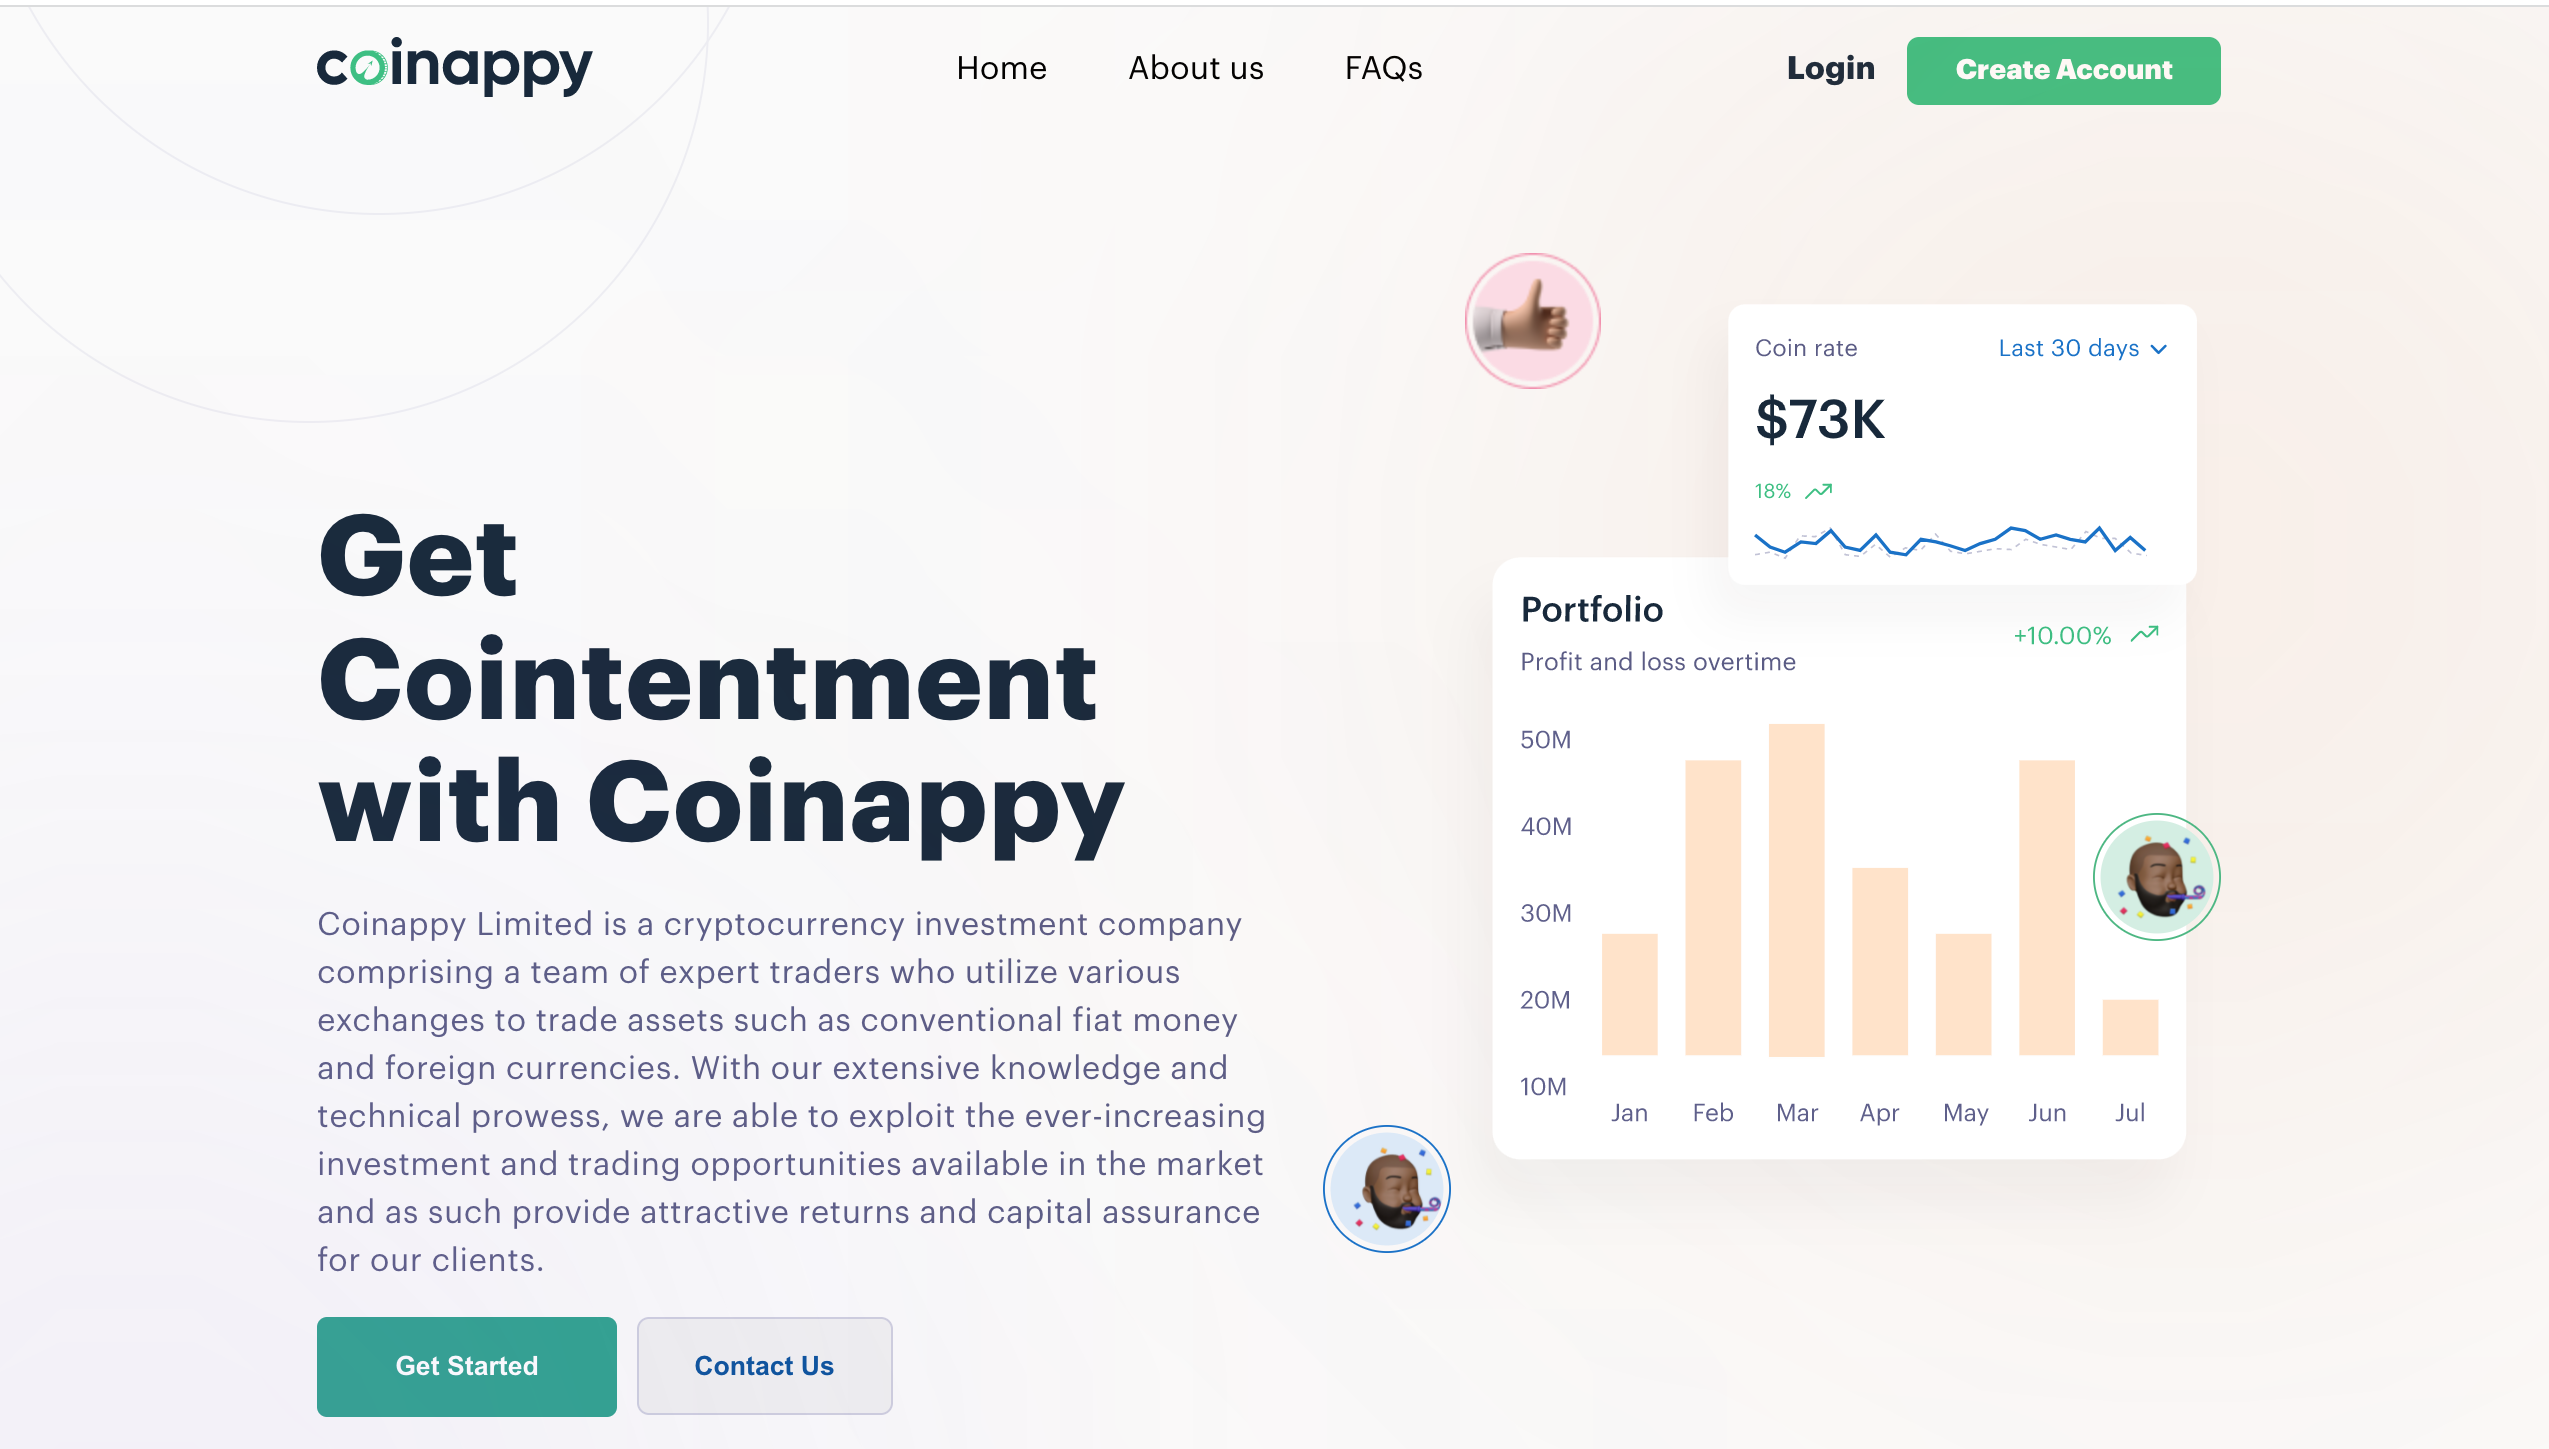 coinappy
Home
About us
FAQs
Login
Create Account
Get
Cointentment
with Coinappy
Coinappy Limited is a cryptocurrency investment company
comprising a team of expert traders who utilize various
exchanges to trade assets such as conventional fiat money
and foreign currencies. With our extensive knowledge and
technical prowess, we are able to exploit the ever-increasing
investment and trading opportunities available in the market
and as such provide attractive returns and capital assurance
for our clients.
Get Started
Contact Us
Coin rate
Last 30 days
$73K
18%
Portfolio
+10.00%
Profit and loss overtime
50M
40M
30M
20M
10M
Jan Feb Mar Apr May Jun Jul